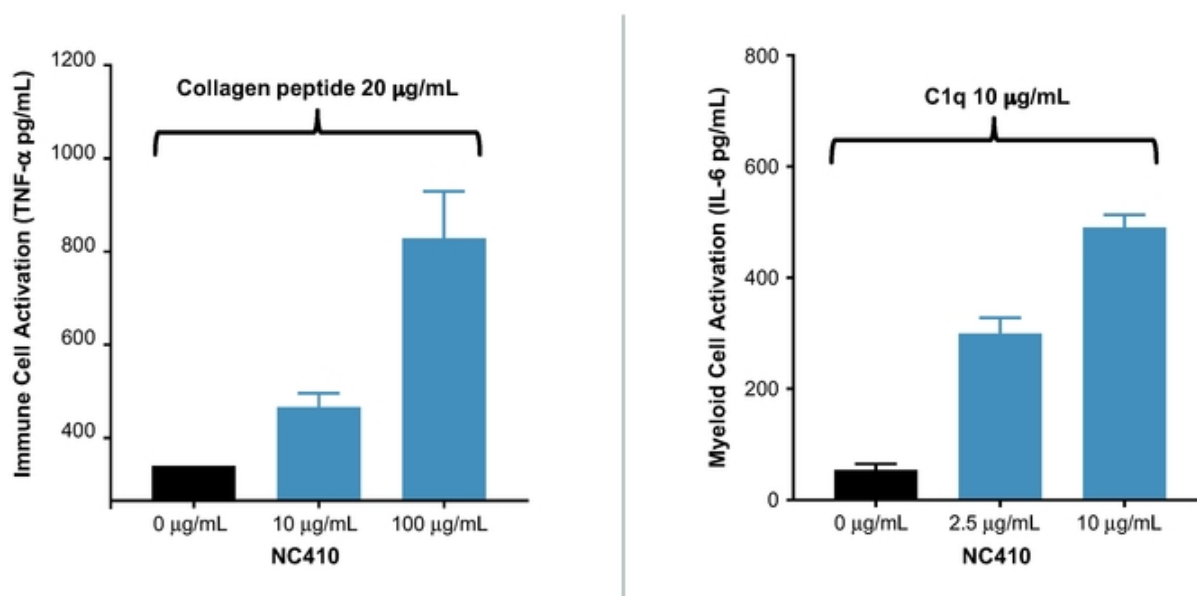 Immune Cell Activation (TNF-α pg/mL)
1200
1000
800
600
400
Collagen peptide 20 μg/mL
0 μg/mL 10 μg/mL 100 μg/mL
NC410
Myeloid Cell Activation (IL-6 pg/mL)
800
600
400
200
0
C1q 10 μg/mL
0 μg/mL 2.5 μg/mL 10 μg/mL
NC410